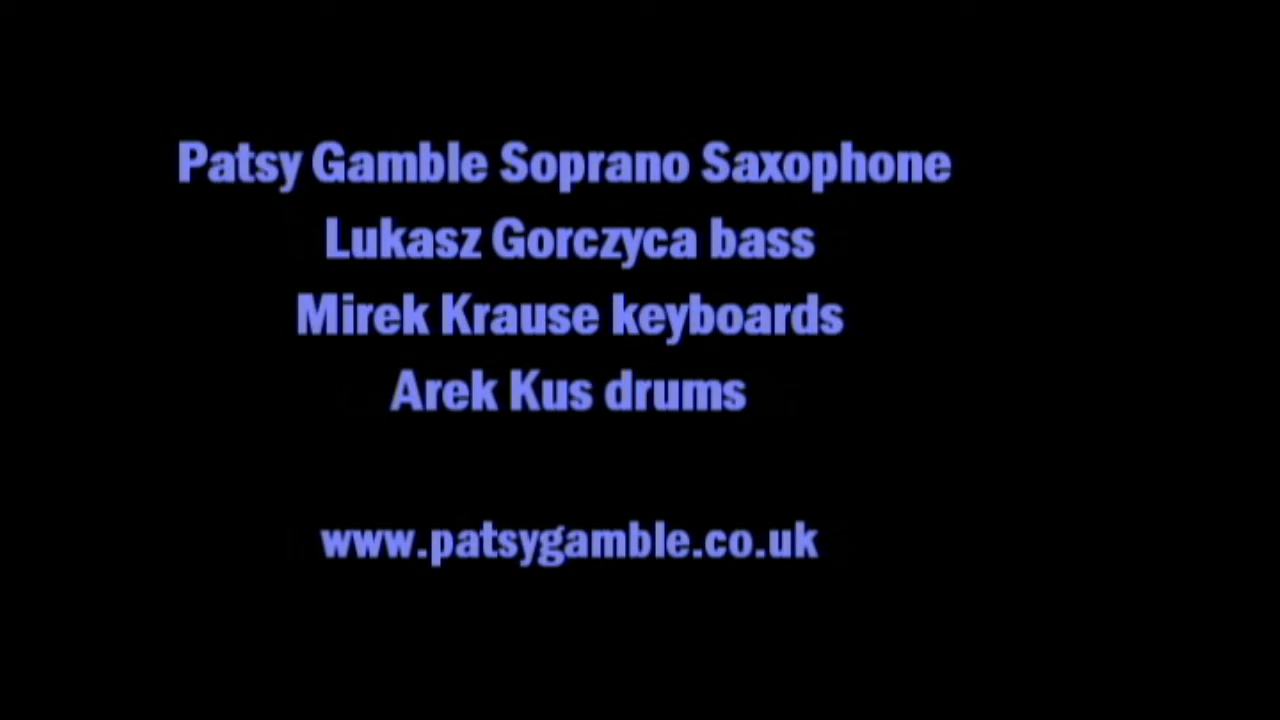 Patsy Gamble Soprano Saxophone
Lukasz Gorczyca bass
Mirek Krause keyboards
Arek Kus drums
www.patsygamble.co.uk